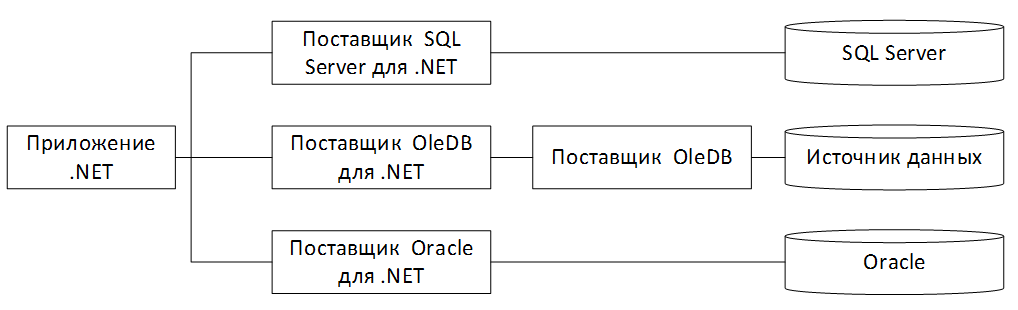 Поставщик SQL
Server для .NET
SQL Server
Приложение
.NET
Поставщик OleDB
для .NET
Поставщик OleDB
Источник данных
Поставщик Oracle
для .NET
Oracle